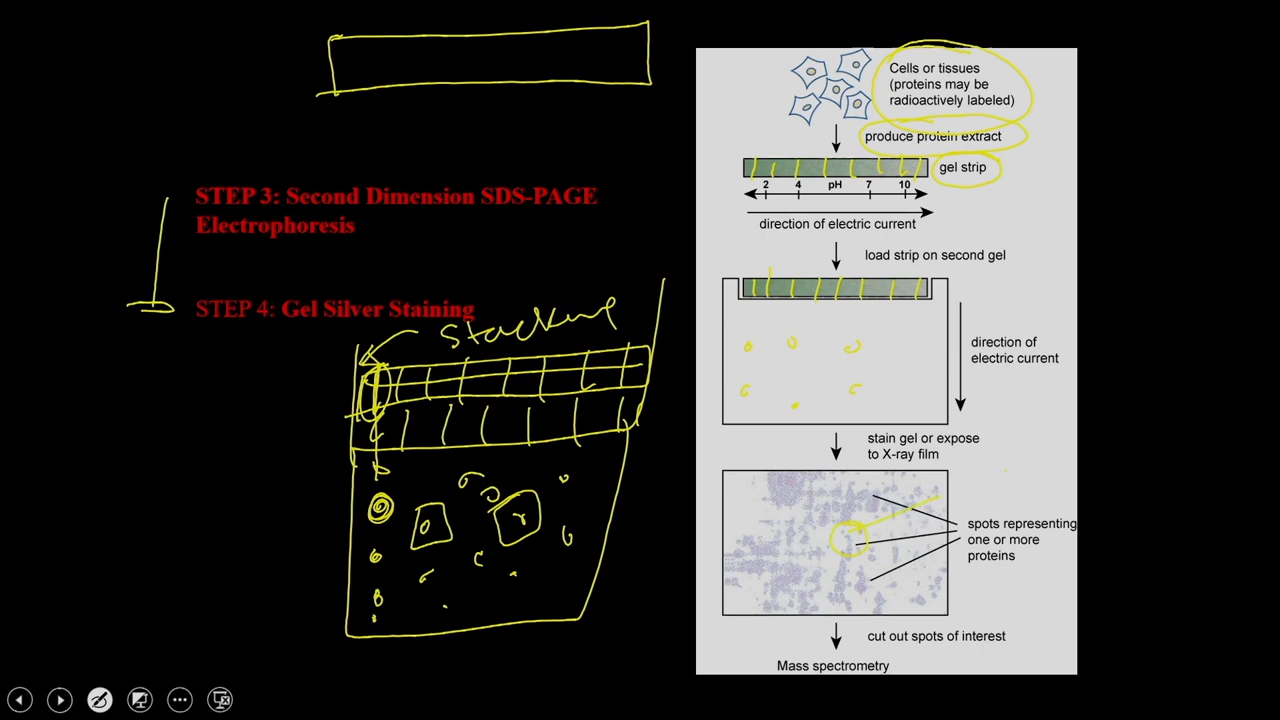 STEP 3: Second Dimension SDS-PAGE
Electrophoresis
STEP 4: Gel Silver Staining
Stacking
Cells or tissues
(proteins may be
radioactively labeled)
produce protein extract
gel strip
2 4 pH 7 10
direction of electric current
load strip on second gel
direction of
electric current
stain gel or expose
to X-ray film
spots representing
one or more
proteins
cut out spots of interest
Mass spectrometry